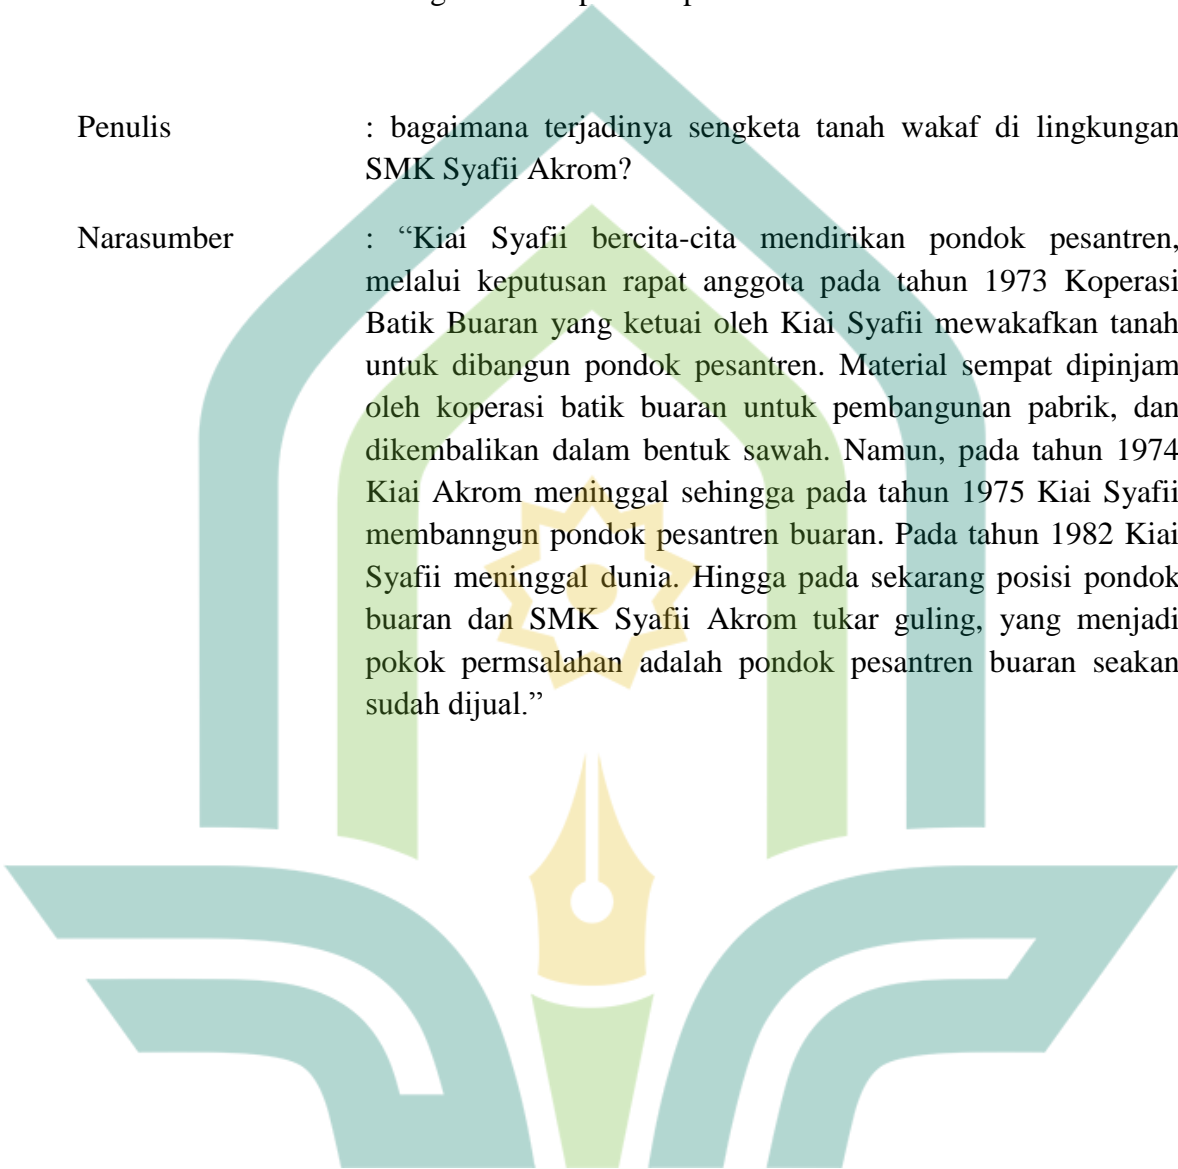 Penulis : bagaimana terjadinya sengketa tanah wakaf di lingkungan
SMK Syafii Akrom?
Narasumber : “Kiai Syafii bercita-cita mendirikan pondok pesantren,
melalui keputusan rapat anggota pada tahun 1973 Koperasi
Batik Buaran yang ketuai oleh Kiai Syafii mewakafkan tanah
untuk dibangun pondok pesantren. Material sempat dipinjam
oleh koperasi batik buaran untuk pembangunan pabrik, dan
dikembalikan dalam bentuk sawah. Namun, pada tahun 1974
Kiai Akrom meninggal sehingga pada tahun 1975 Kiai Syafii
membanngun pondok pesantren buaran. Pada tahun 1982 Kiai
Syafii meninggal dunia. Hingga pada sekarang posisi pondok
buaran dan SMK Syafii Akrom tukar guling, yang menjadi
pokok permsalahan adalah pondok pesantren buaran seakan
sudah dijual.”